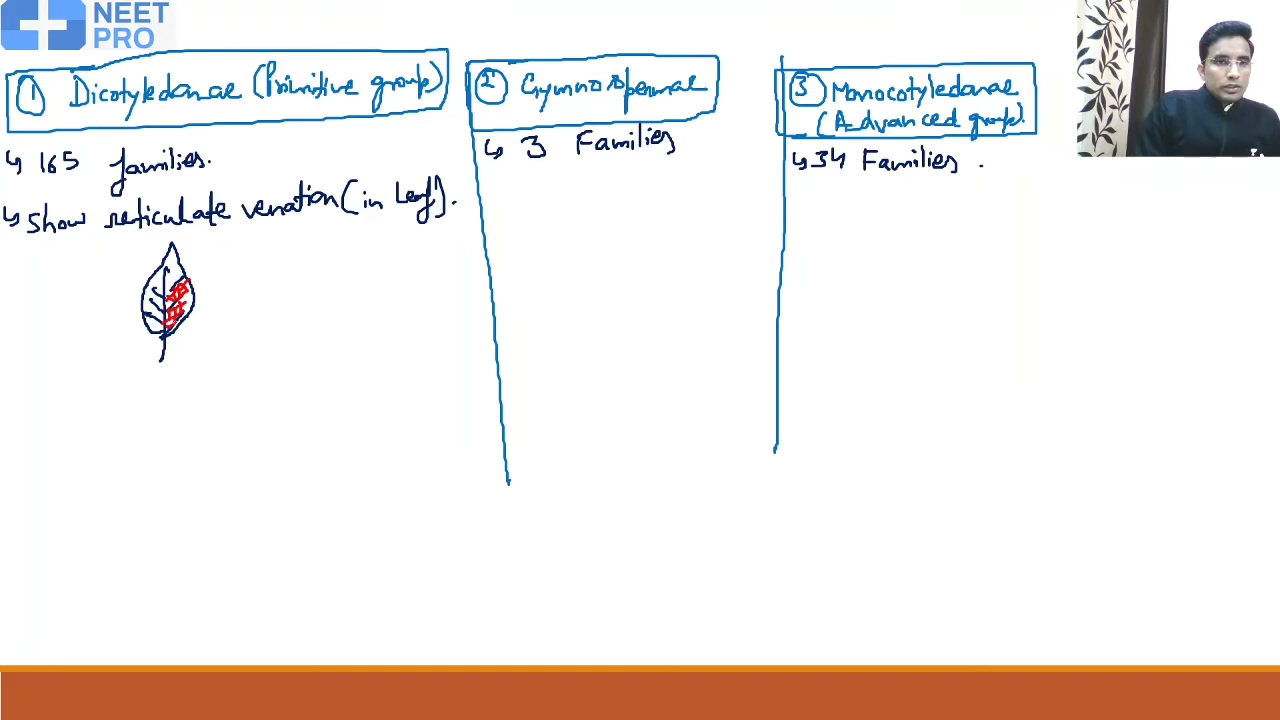 NEET
PRO
1 Dicotyledonae (Primitive group)
↳ 165 families.
↳ Show reticulate venation (in Leaf).
2 Gymnospermae
↳ 3 Families
3 Monocotyledonae
(Advanced group).
↳ 34 Families .